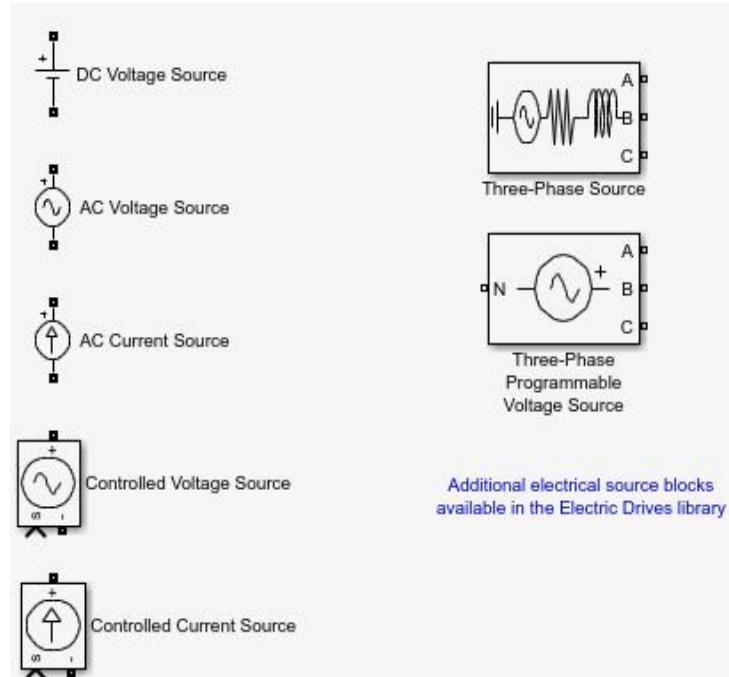 +
DC Voltage Source
+
AC Voltage Source
+
AC Current Source
+
Controlled Voltage Source
s -
+
Controlled Current Source
s -
A
B
C
Three-Phase Source
A
N + B
C
Three-Phase
Programmable
Voltage Source
Additional electrical source blocks
available in the Electric Drives library